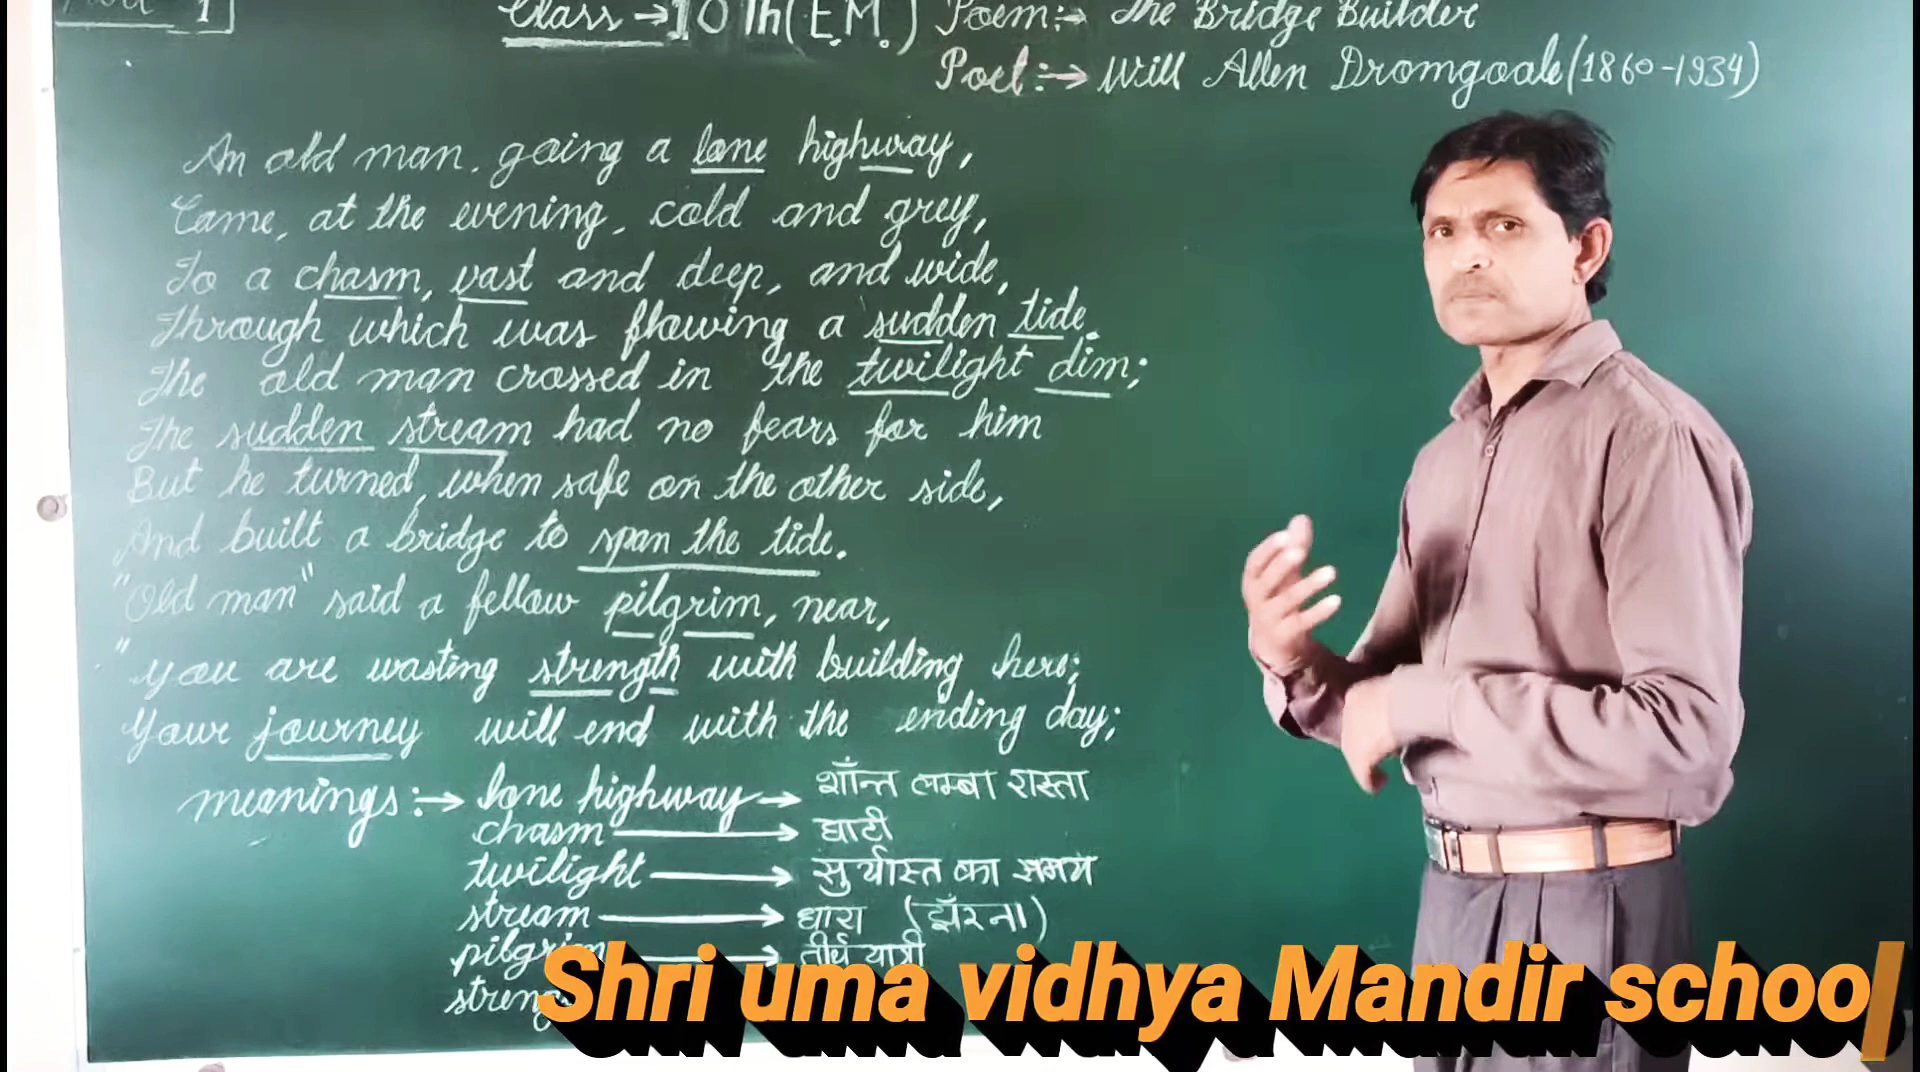 Part 1
Class → 10 Th (E.M.) Poem:→ The Bridge Builder
Poet:→ Will Allen Dromgoale (1860-1934)
An old man, going a lone highway,
Came, at the evening, cold and grey,
To a chasm, vast and deep, and wide,
Through which was flowing a sudden tide.
The old man crossed in the twilight dim;
The sudden stream had no fears for him
But he turned, when safe on the other side,
And built a bridge to span the tide.
"Old man" said a fellow pilgrim, near,
"You are wasting strength with building here;
Your journey will end with the ending day;
meanings:→ lone highway → शाँन्त लम्बा रास्ता
chasm → घाटी
twilight → सुर्यास्त का समय
stream → धारा (झँरना)
pilgrim → तीर्थ यात्री
Shri uma vidhya Mandir school